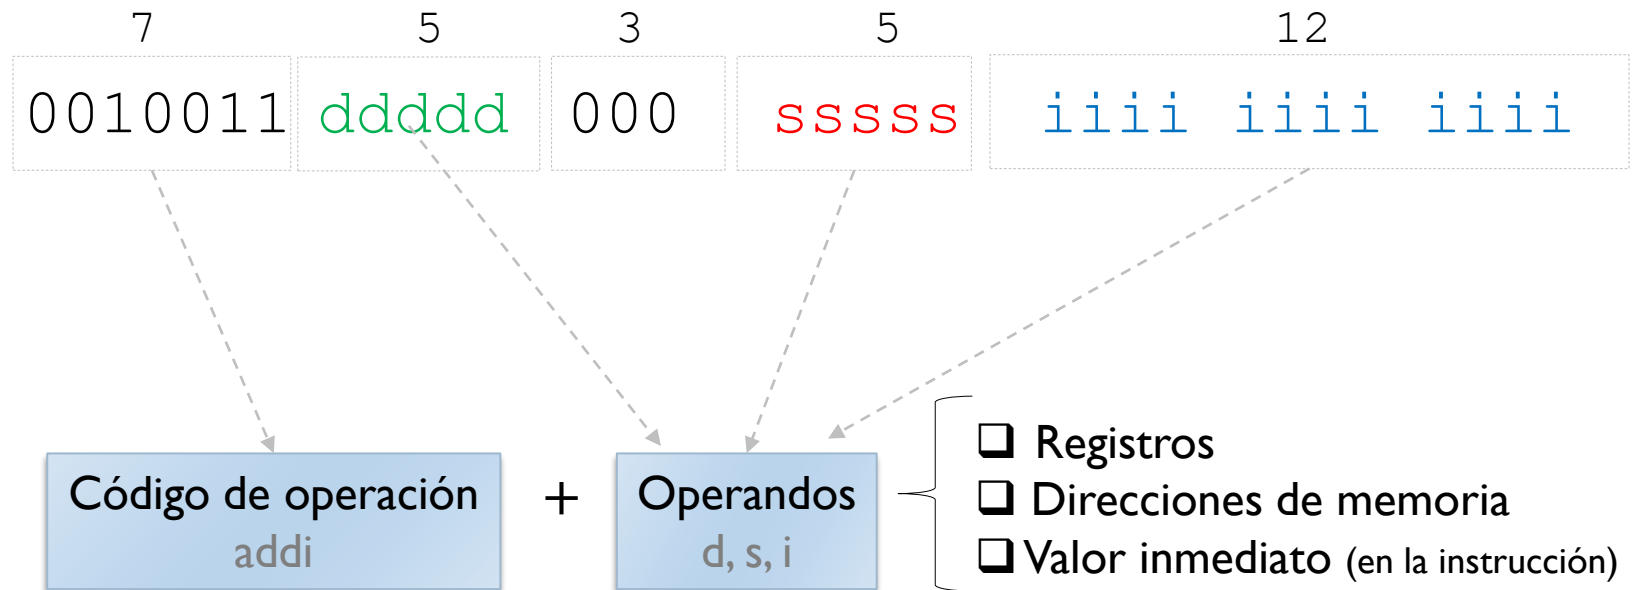 7 5 3 5 12
0010011 ddddd 000 sssss iiii iiii iiii
Código de operación + Operandos
addi d, s, i
Registros
Direcciones de memoria
Valor inmediato (en la instrucción)